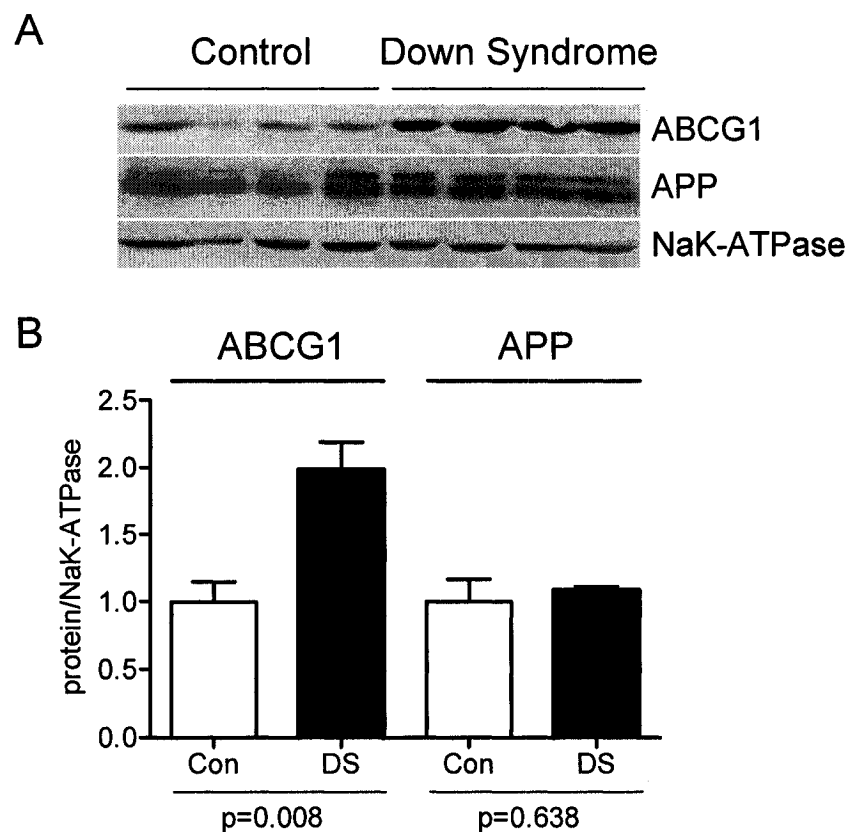 A
Control Down Syndrome
ABCG1
APP
NaK-ATPase
B
ABCG1 APP
protein/NaK-ATPase
2.5
2.0
1.5
1.0
0.5
0.0
Con DS Con DS
p=0.008 p=0.638